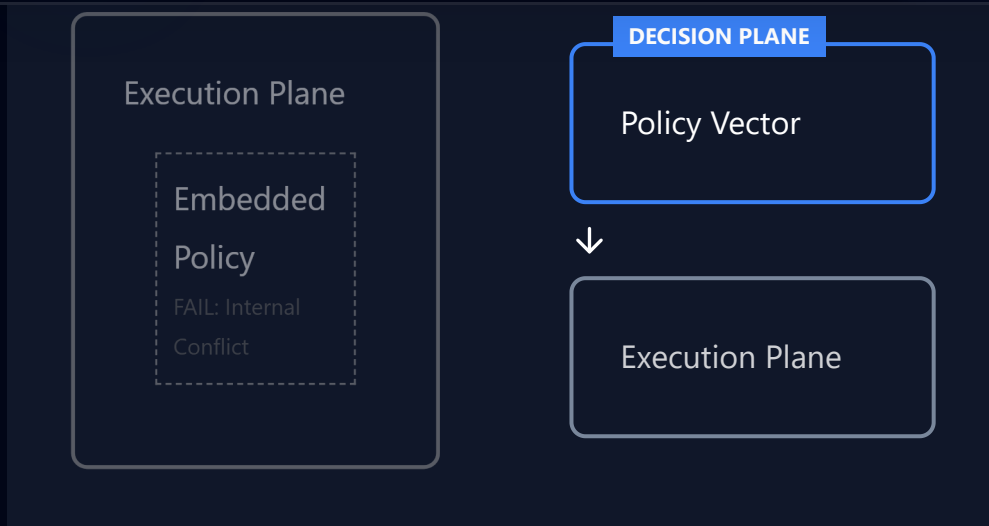 Execution Plane
Embedded
Policy
FAIL: Internal
Conflict
DECISION PLANE
Policy Vector
↓
Execution Plane